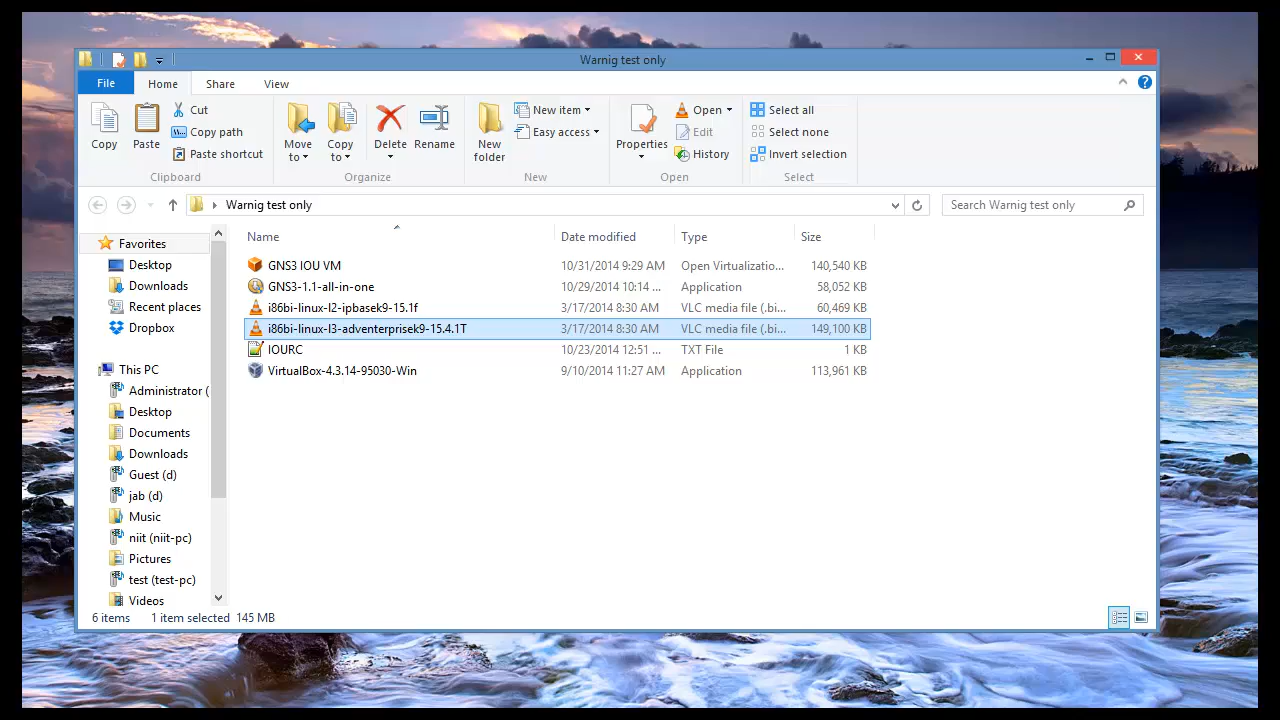 Warnig test only
File Home Share View
Copy
Paste
Cut
Copy path
Paste shortcut
Clipboard
Move to
Copy to
Delete
Rename
Organize
New folder
New item
Easy access
New
Properties
Open
Edit
History
Open
Select all
Select none
Invert selection
Select
Warnig test only
Search Warnig test only
Name Date modified Type Size
GNS3 IOU VM 10/31/2014 9:29 AM Open Virtualizatio... 140,540 KB
GNS3-1.1-all-in-one 10/29/2014 10:14 ... Application 58,052 KB
i86bi-linux-l2-ipbasek9-15.1f 3/17/2014 8:30 AM VLC media file (.bi... 60,469 KB
i86bi-linux-l3-adventerprisek9-15.4.1T 3/17/2014 8:30 AM VLC media file (.bi... 149,100 KB
IOURC 10/23/2014 12:51 ... TXT File 1 KB
VirtualBox-4.3.14-95030-Win 9/10/2014 11:27 AM Application 113,961 KB
Favorites
Desktop
Downloads
Recent places
Dropbox
This PC
Administrator (
Desktop
Documents
Downloads
Guest (d)
jab (d)
Music
niit (niit-pc)
Pictures
test (test-pc)
Videos
6 items 1 item selected 145 MB